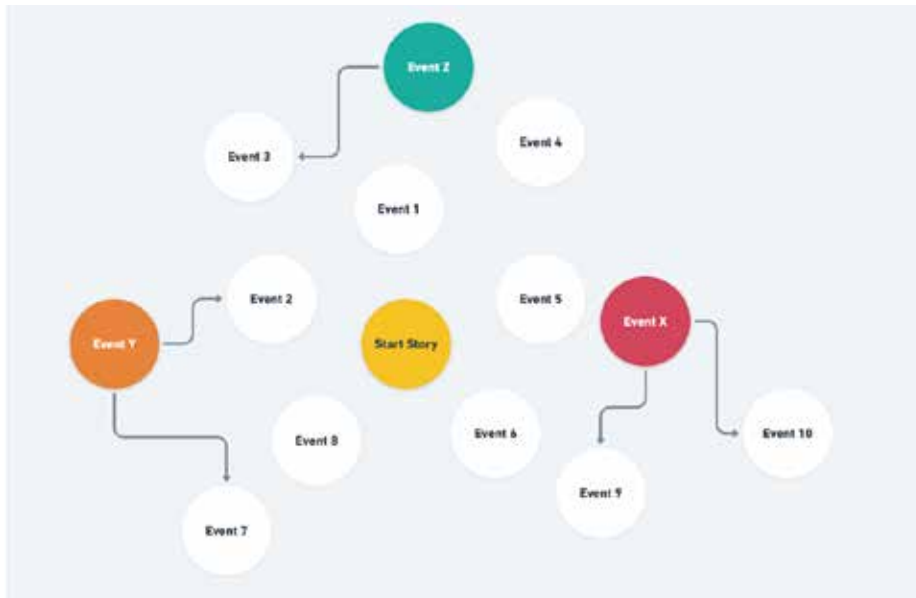 Event Z
Event 4
Event 3
Event 1
Event 2
Event 5
Event X
Event Y
Start Story
Event 8
Event 6
Event 10
Event 9
Event 7